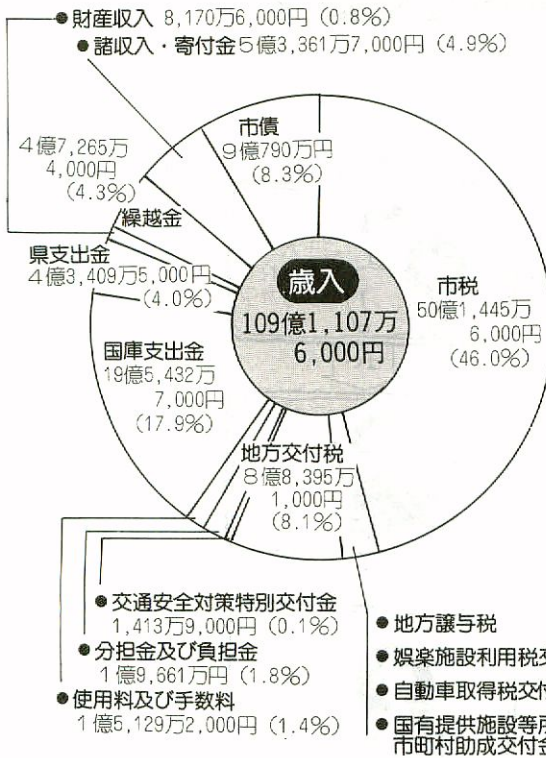 ● 財産収入 8,170万6,000円 (0.8%)
● 諸収入・寄付金 5億3,361万7,000円 (4.9%)
市債
9億790万円
(8.3%)
4億7,265万
4,000円
(4.3%)
繰越金
県支出金
4億3,409万5,000円
(4.0%)
国庫支出金
19億5,432万
7,000円
(17.9%)
歳入
109億1,107万
6,000円
市税
50億1,445万
6,000円
(46.0%)
地方交付税
8億8,395万
1,000円
(8.1%)
● 交通安全対策特別交付金
1,413万9,000円 (0.1%)
● 分担金及び負担金
1億9,661万円 (1.8%)
● 使用料及び手数料
1億5,129万2,000円 (1.4%)
● 地方譲与税
● 娯楽施設利用税交
● 自動車取得税交付
● 国有提供施設等所
市町村助成交付金